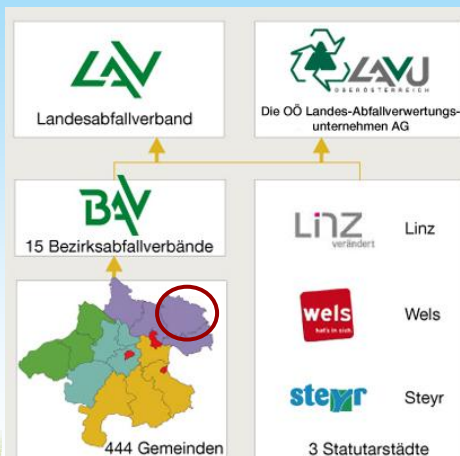 LAV
Landesabfallverband
LAVU
OBERÖSTERREICH
Die OÖ Landes-Abfallverwertungs-
unternehmen AG
BAV
15 Bezirksabfallverbände
444 Gemeinden
Linz
verändert
Linz
wels
hat's in sich.
Wels
steyr
Steyr
3 Statutarstädte